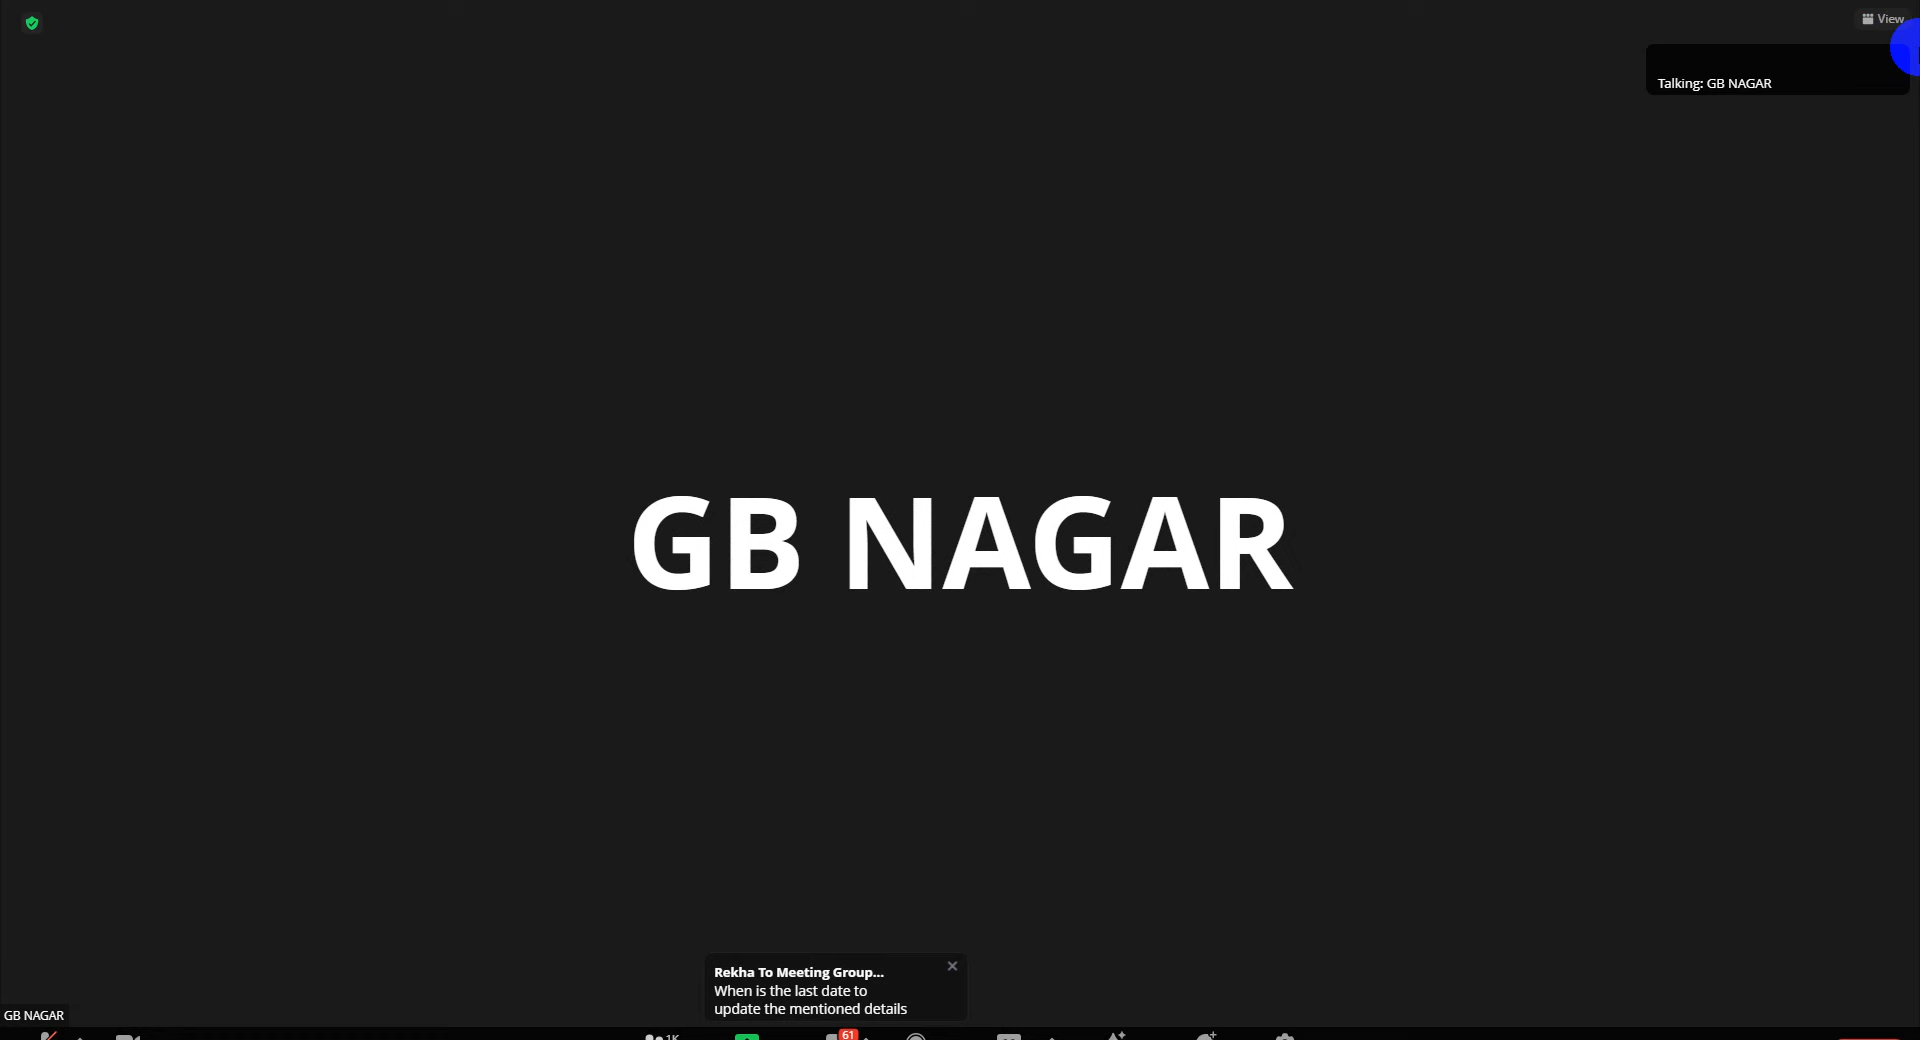 View
Talking: GB NAGAR
GB NAGAR
Rekha To Meeting Group...
When is the last date to
update the mentioned details
GB NAGAR
61
1K